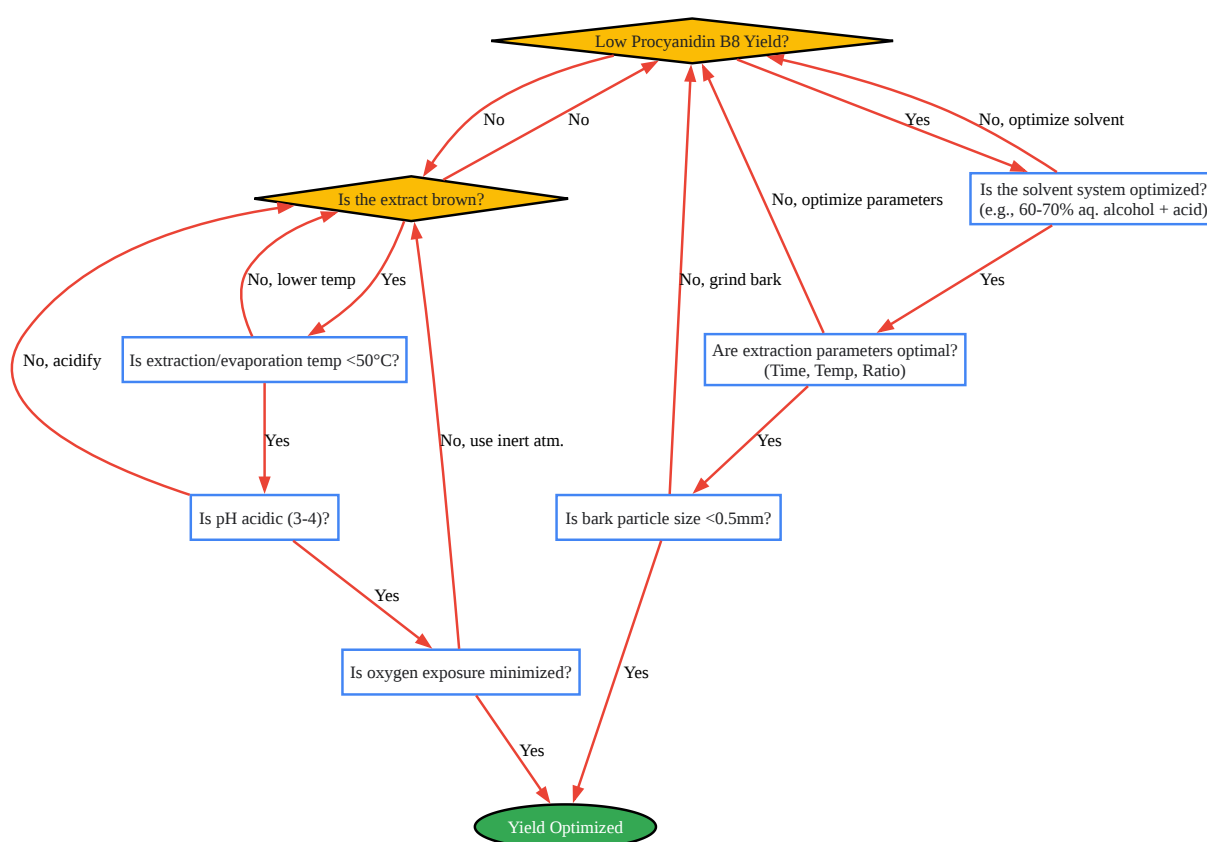 Low Procyanidin B8 Yield?
No
No
Yes
No, optimize solvent
Is the extract brown?
Is the solvent system optimized?
(e.g., 60-70% aq. alcohol + acid)
No, optimize parameters
No, lower temp
Yes
No, grind bark
Yes
No, acidify
Is extraction/evaporation temp <50°C?
Are extraction parameters optimal?
(Time, Temp, Ratio)
Yes
No, use inert atm.
Yes
Is pH acidic (3-4)?
Is bark particle size <0.5mm?
Yes
Is oxygen exposure minimized?
Yes
Yes
Yield Optimized